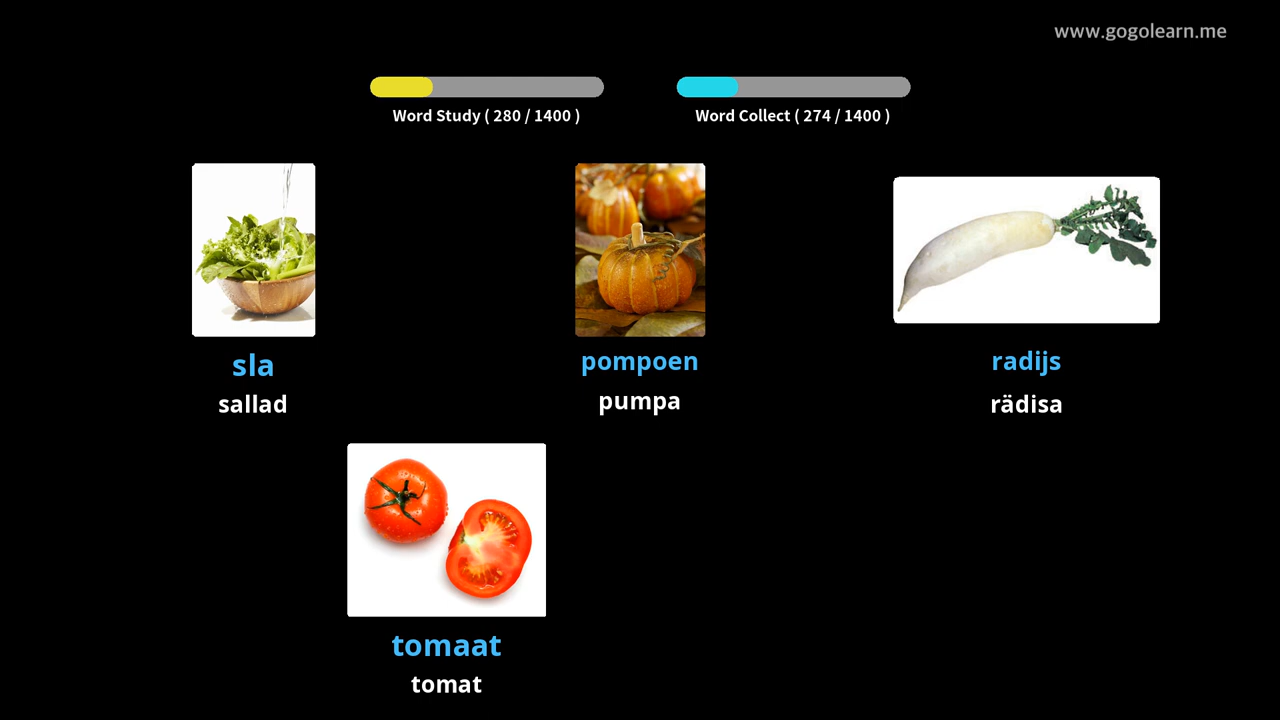 www.gogolearn.me
Word Study ( 280 / 1400 )
Word Collect ( 274 / 1400 )
sla
sallad
pompoen
pumpa
radijs
rädisa
tomaat
tomat